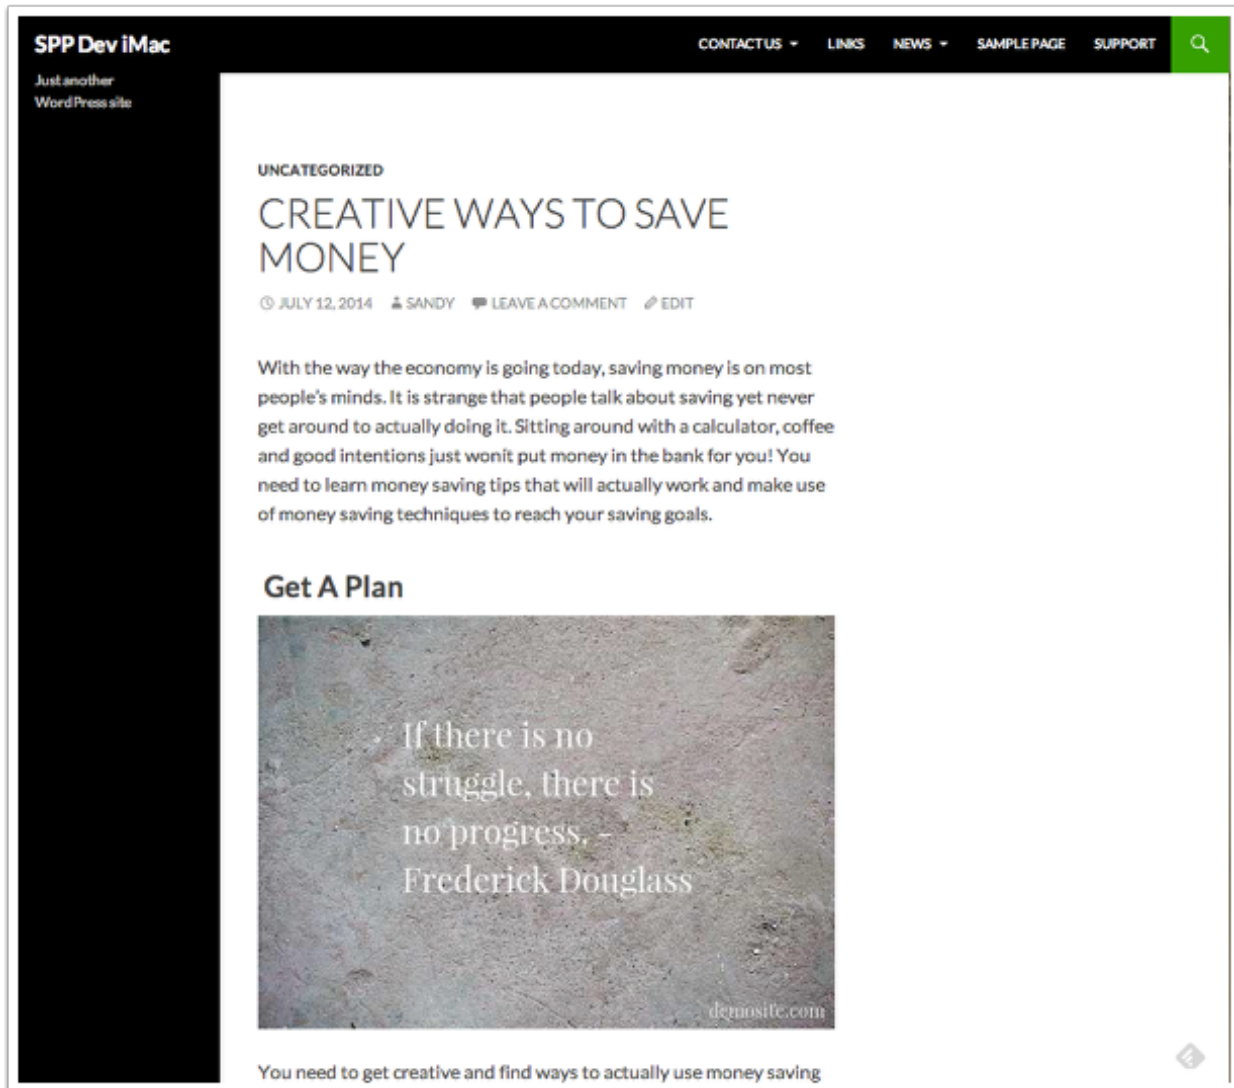 SPP Dev iMac
CONTACT US
LINKS
NEWS
SAMPLE PAGE
SUPPORT
Just another
WordPress site
UNCATEGORIZED
CREATIVE WAYS TO SAVE
MONEY
JULY 12, 2014 SANDY LEAVE A COMMENT EDIT
With the way the economy is going today, saving money is on most
people's minds. It is strange that people talk about saving yet never
get around to actually doing it. Sitting around with a calculator, coffee
and good intentions just wonít put money in the bank for you! You
need to learn money saving tips that will actually work and make use
of money saving techniques to reach your saving goals.
Get A Plan
If there is no
struggle, there is
no progress. -
Frederick Douglass
demosite.com
You need to get creative and find ways to actually use money saving